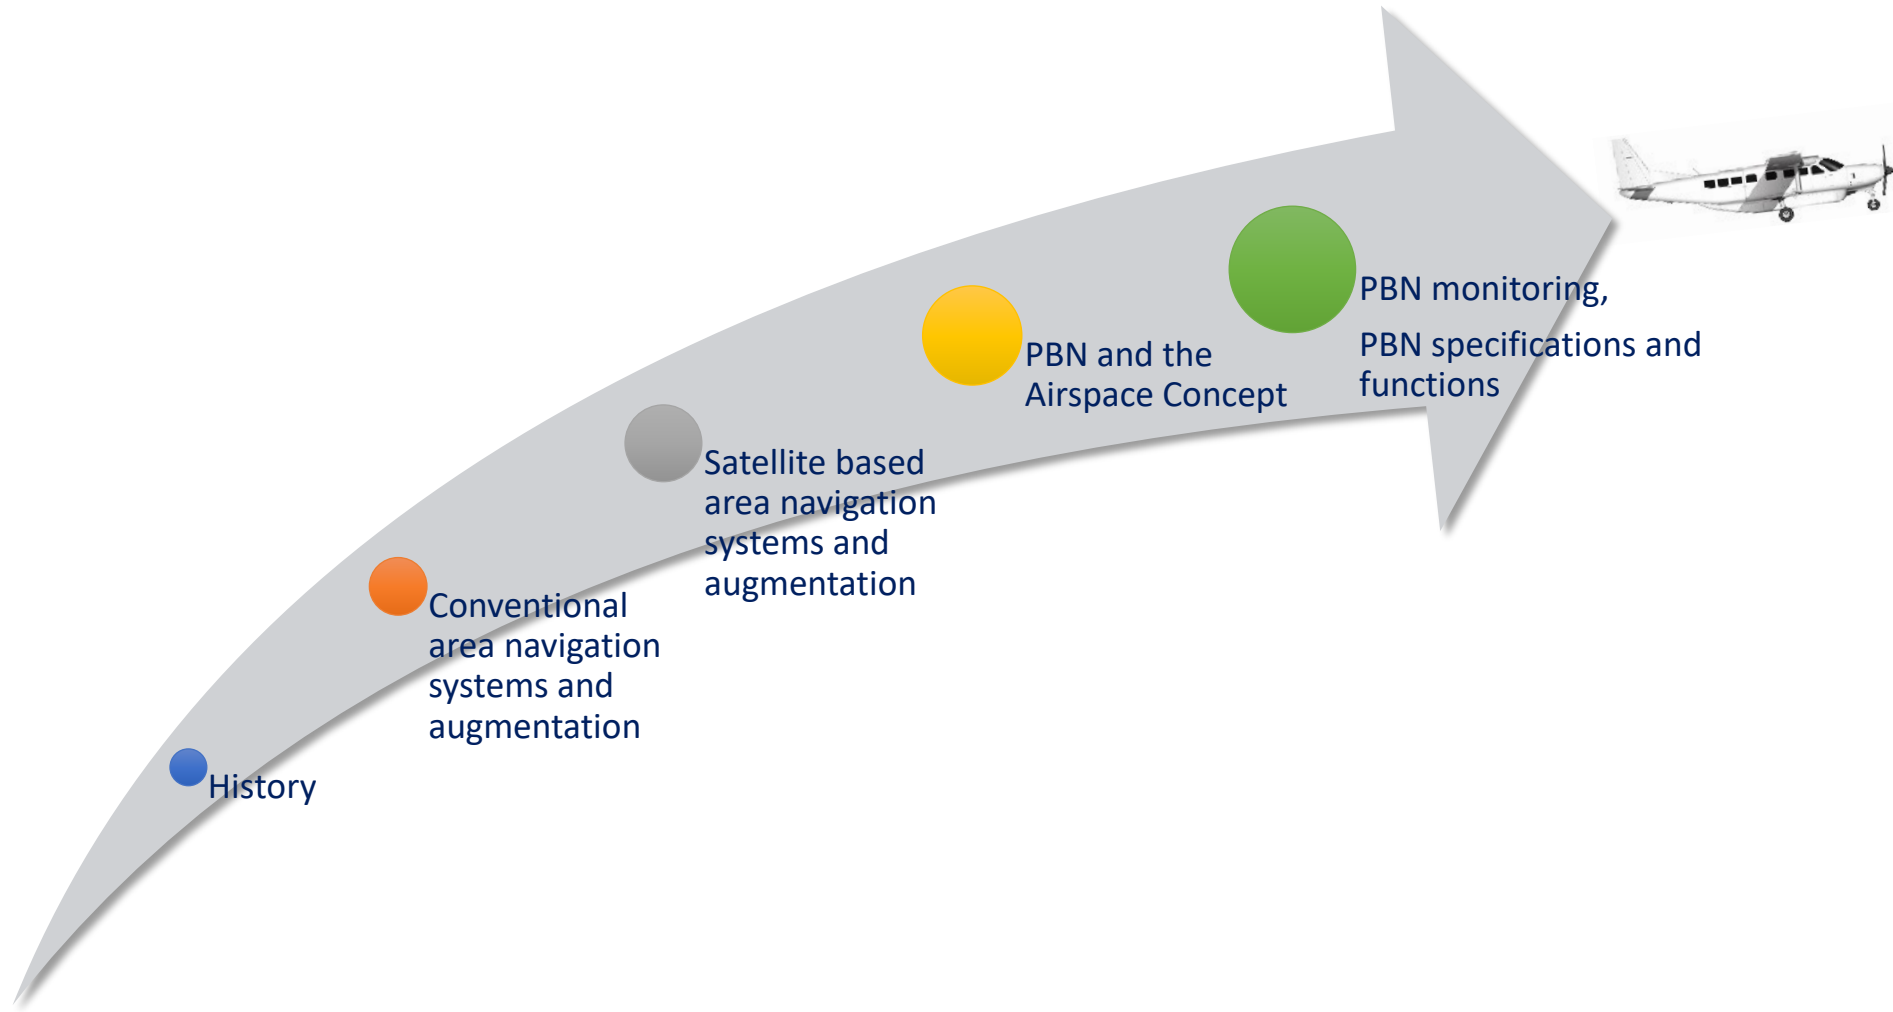 History
Conventional
area navigation
systems and
augmentation
Satellite based
area navigation
systems and
augmentation
PBN and the
Airspace Concept
PBN monitoring,
PBN specifications and
functions